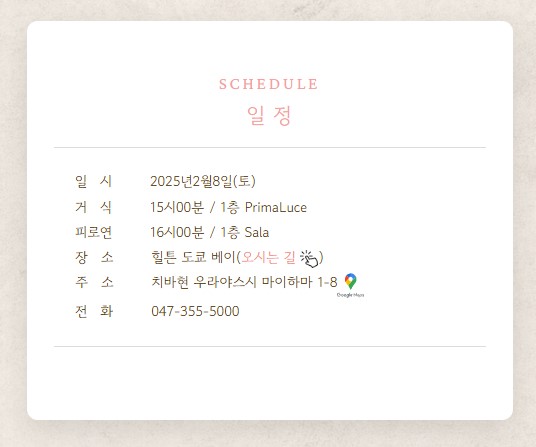 SCHEDULE
일 정
일 시 2025년2월8일(토)
거 식 15시00분 / 1층 PrimaLuce
피로연 16시00분 / 1층 Sala
장 소 힐튼 도쿄 베이(오시는 길 )
주 소 치바현 우라야스시 마이하마 1-8
Google Maps
전 화 047-355-5000